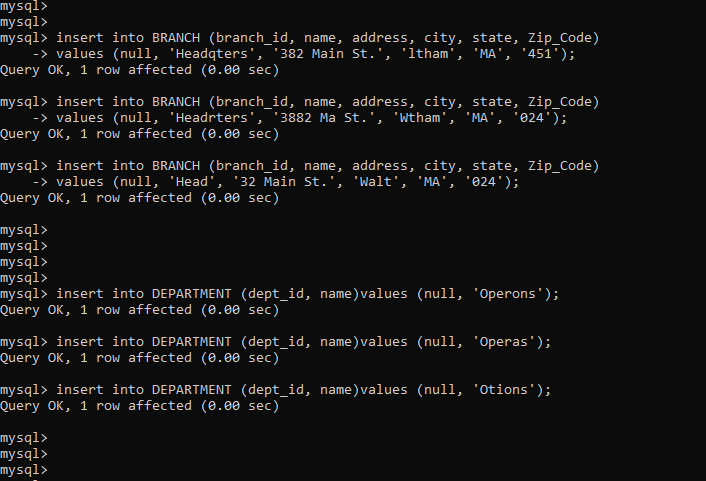 mysql>
mysql>
mysql> insert into BRANCH (branch_id, name, address, city, state, Zip_Code)
    -> values (null, 'Headqters', '382 Main St.', 'ltham', 'MA', '451');
Query OK, 1 row affected (0.00 sec)

mysql> insert into BRANCH (branch_id, name, address, city, state, Zip_Code)
    -> values (null, 'Headrters', '3882 Ma St.', 'Wtham', 'MA', '024');
Query OK, 1 row affected (0.00 sec)

mysql> insert into BRANCH (branch_id, name, address, city, state, Zip_Code)
    -> values (null, 'Head', '32 Main St.', 'Walt', 'MA', '024');
Query OK, 1 row affected (0.00 sec)

mysql>
mysql>
mysql>
mysql>
mysql> insert into DEPARTMENT (dept_id, name)values (null, 'Operons');
Query OK, 1 row affected (0.00 sec)

mysql> insert into DEPARTMENT (dept_id, name)values (null, 'Operas');
Query OK, 1 row affected (0.00 sec)

mysql> insert into DEPARTMENT (dept_id, name)values (null, 'Otions');
Query OK, 1 row affected (0.00 sec)

mysql>
mysql>
mysql>